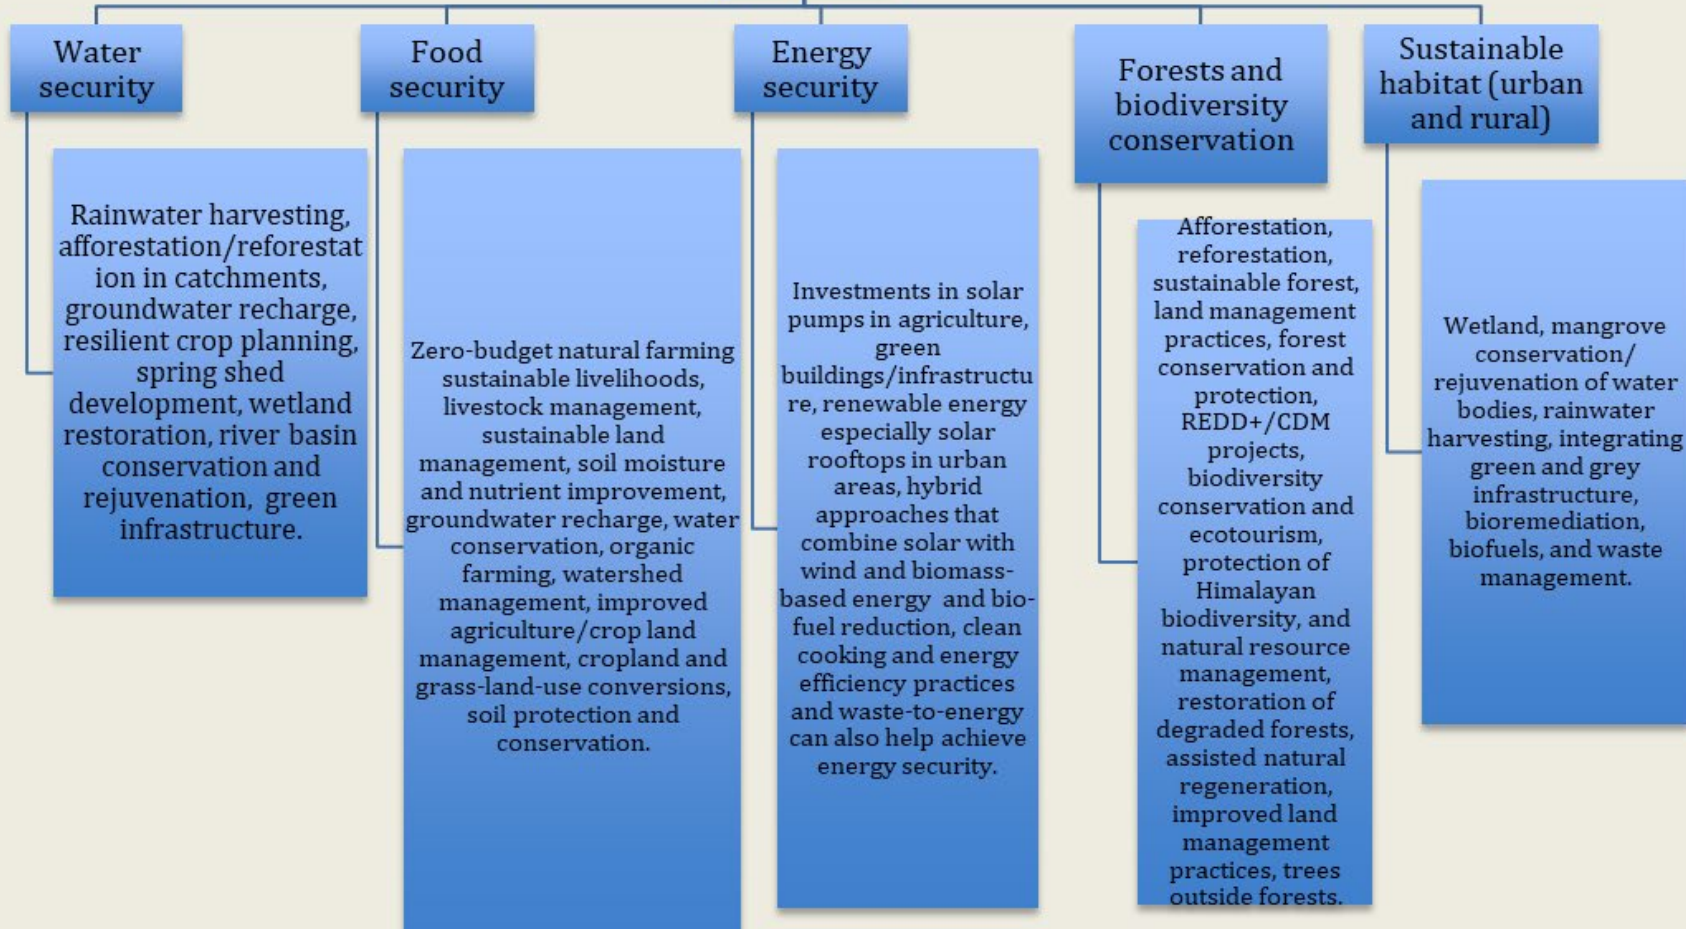 Water
security
Rainwater harvesting,
afforestation/reforestat
ion in catchments,
groundwater recharge,
resilient crop planning,
spring shed
development, wetland
restoration, river basin
conservation and
rejuvenation, green
infrastructure.
Food
security
Zero-budget natural farming
sustainable livelihoods,
livestock management,
sustainable land
management, soil moisture
and nutrient improvement,
groundwater recharge, water
conservation, organic
farming, watershed
management, improved
agriculture/crop land
management, cropland and
grass-land-use conversions,
soil protection and
conservation.
Energy
security
Investments in solar
pumps in agriculture,
green
buildings/infrastructu
re, renewable energy
especially solar
rooftops in urban
areas, hybrid
approaches that
combine solar with
wind and biomass-
based energy and bio-
fuel reduction, clean
cooking and energy
efficiency practices
and waste-to-energy
can also help achieve
energy security.
Forests and
biodiversity
conservation
Afforestation,
reforestation,
sustainable forest,
land management
practices, forest
conservation and
protection,
REDD+/CDM
projects,
biodiversity
conservation and
ecotourism,
protection of
Himalayan
biodiversity, and
natural resource
management,
restoration of
degraded forests,
assisted natural
regeneration,
improved land
management
practices, trees
outside forests.
Sustainable
habitat (urban
and rural)
Wetland, mangrove
conservation/
rejuvenation of water
bodies, rainwater
harvesting, integrating
green and grey
infrastructure,
bioremediation,
biofuels, and waste
management.